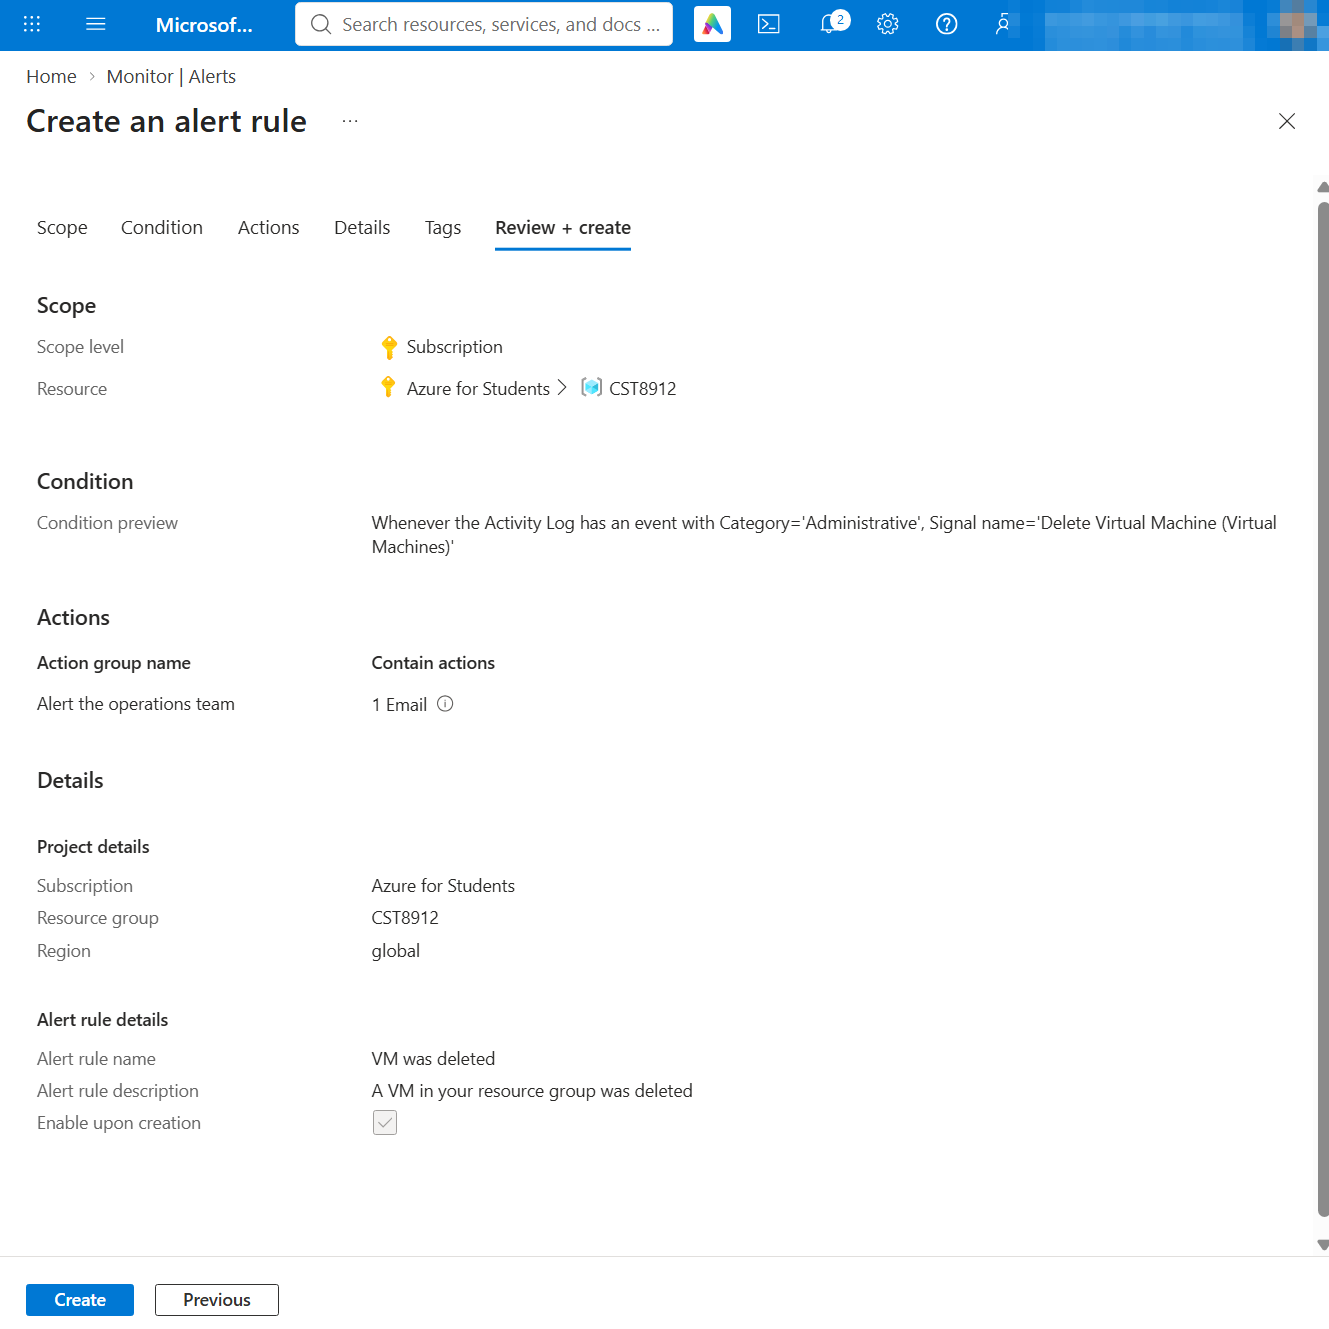 Microsof...
Search resources, services, and docs ...
2
Home > Monitor | Alerts
Create an alert rule ...
Scope Condition Actions Details Tags Review + create
Scope
Scope level Subscription
Resource Azure for Students > CST8912
Condition
Condition preview Whenever the Activity Log has an event with Category='Administrative', Signal name='Delete Virtual Machine (Virtual
Machines)'
Actions
Action group name Contain actions
Alert the operations team 1 Email
Details
Project details
Subscription Azure for Students
Resource group CST8912
Region global
Alert rule details
Alert rule name VM was deleted
Alert rule description A VM in your resource group was deleted
Enable upon creation
Create Previous